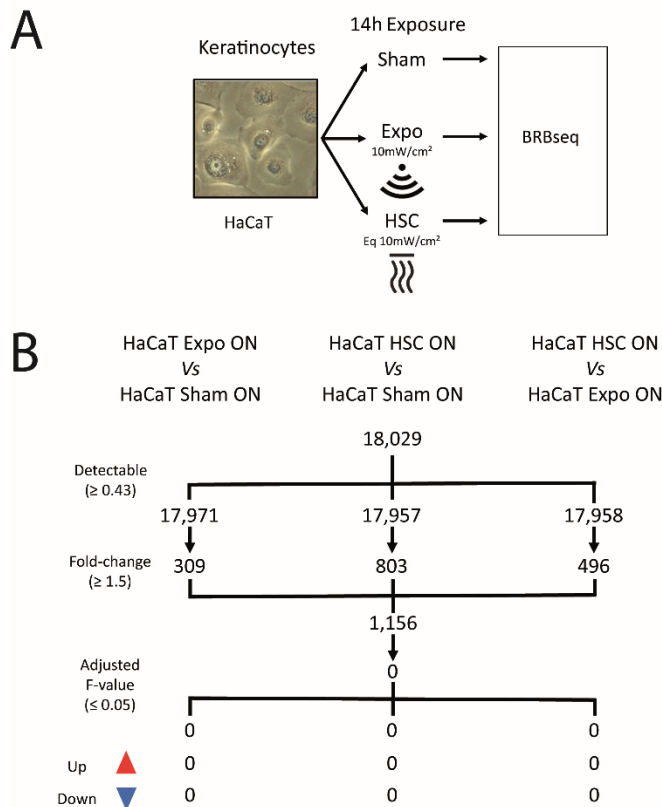 A
Keratinocytes
HaCaT
14h Exposure
Sham
Expo
10mW/cm²
HSC
Eq 10mW/cm²
BRBseq
B
HaCaT Expo ON
Vs
HaCaT Sham ON
HaCaT HSC ON
Vs
HaCaT Sham ON
HaCaT HSC ON
Vs
HaCaT Expo ON
18,029
Detectable
(≥ 0.43)
17,971 17,957 17,958
Fold-change
(≥ 1.5)
309 803 496
1,156
Adjusted
F-value
(≤ 0.05)
0
0 0 0
Up 0 0 0
Down 0 0 0